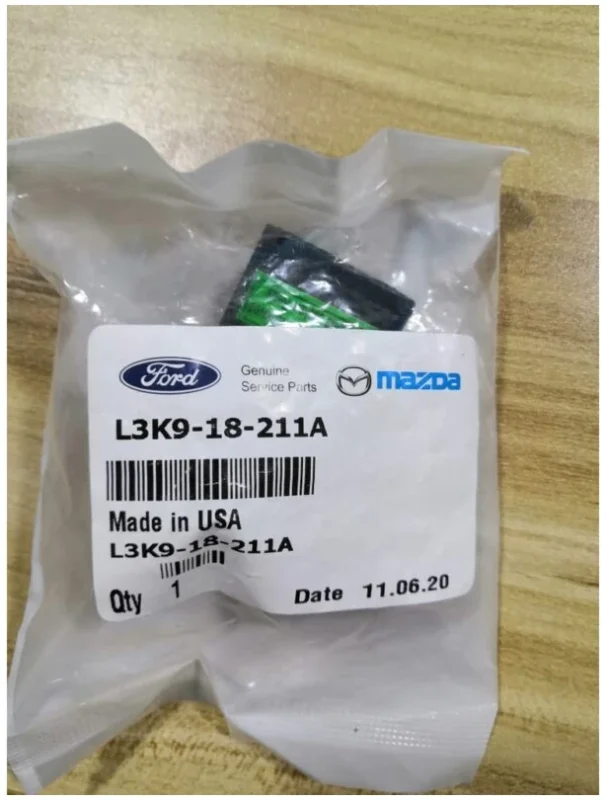 Ford
Genuine
Service Parts
mazda
L3K9-18-211A
Made in USA
L3K9-18-211A
Qty 1
Date 11.06.20